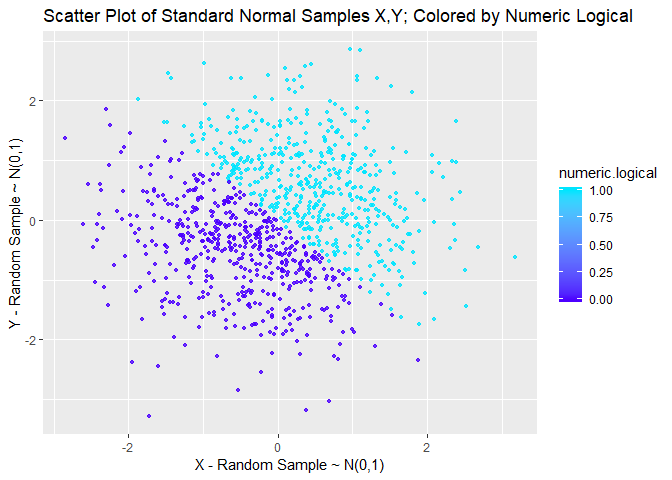 Scatter Plot of Standard Normal Samples X,Y; Colored by Numeric Logical
Y - Random Sample ~ N(0,1)
2
0
-2
-2
0
2
X - Random Sample ~ N(0,1)
numeric.logical
1.00
0.75
0.50
0.25
0.00